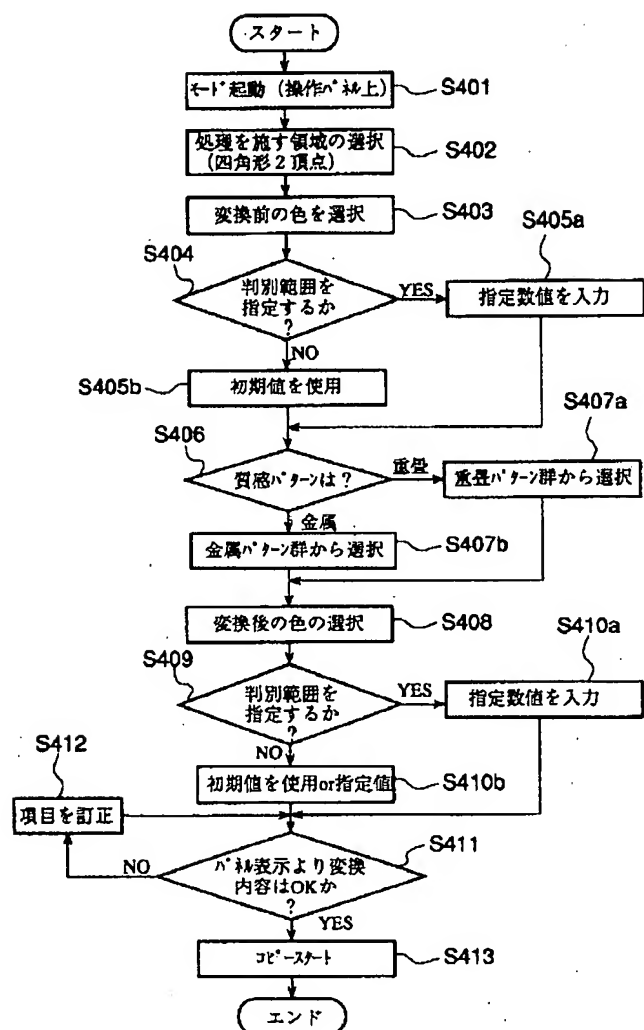 スタート
モード起動 (操作パネル上)
S401
処理を施す領域の選択
(四角形2頂点)
S402
変換前の色を選択
S403
S404
判別範囲を
指定するか
?
YES
S405a
指定数値を入力
NO
S405b
初期値を使用
S406
質感パターンは?
重畳
S407a
重畳パターン群から選択
金属
金属パターン群から選択
S407b
変換後の色の選択
S408
S409
判別範囲を
指定するか
?
YES
S410a
指定数値を入力
NO
初期値を使用or指定値
S410b
S412
項目を訂正
NO
パネル表示より変換
内容はOKか
?
S411
YES
コピースタート
S413
エンド